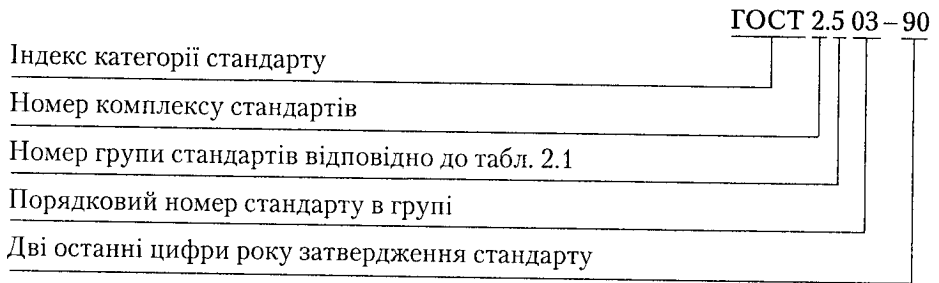 ГОСТ 2.5 03–90
Індекс категорії стандарту
Номер комплексу стандартів
Номер групи стандартів відповідно до табл. 2.1
Порядковий номер стандарту в групі
Дві останні цифри року затвердження стандарту